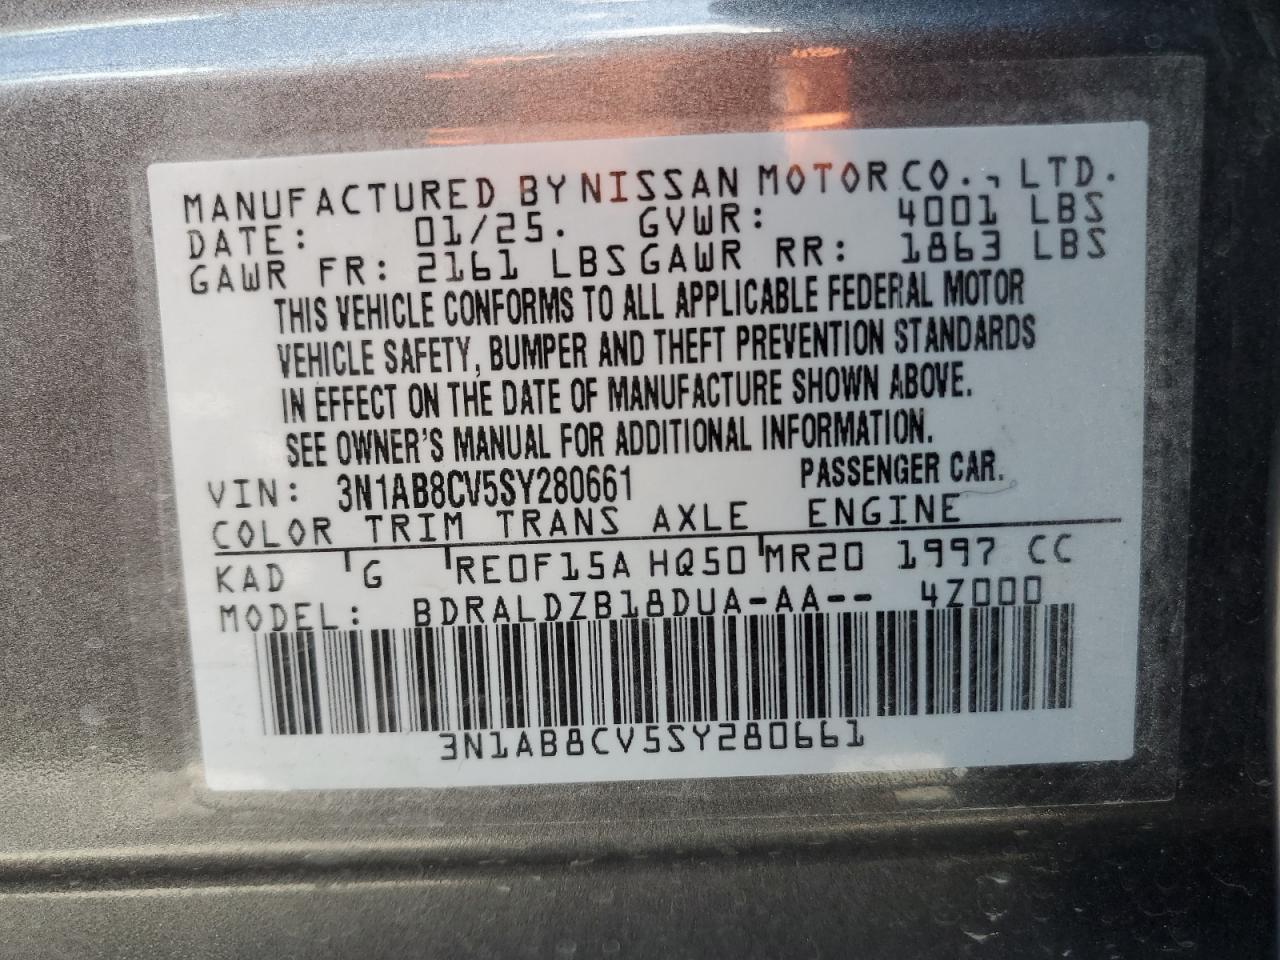 MANUFACTURED BY NISSAN MOTOR CO., LTD.
DATE: 01/25. GVWR: 4001 LBS
GAWR FR: 2161 LBS GAWR RR: 1863 LBS
THIS VEHICLE CONFORMS TO ALL APPLICABLE FEDERAL MOTOR
VEHICLE SAFETY, BUMPER AND THEFT PREVENTION STANDARDS
IN EFFECT ON THE DATE OF MANUFACTURE SHOWN ABOVE.
SEE OWNER'S MANUAL FOR ADDITIONAL INFORMATION.
VIN: 3N1AB8CV5SY280661 PASSENGER CAR.
COLOR TRIM TRANS AXLE ENGINE
KAD G RE0F15A HQ50 MR20 1997 CC
MODEL: BDRALDZB18DUA-AA-- 4Z000
3N1AB8CV5SY280661